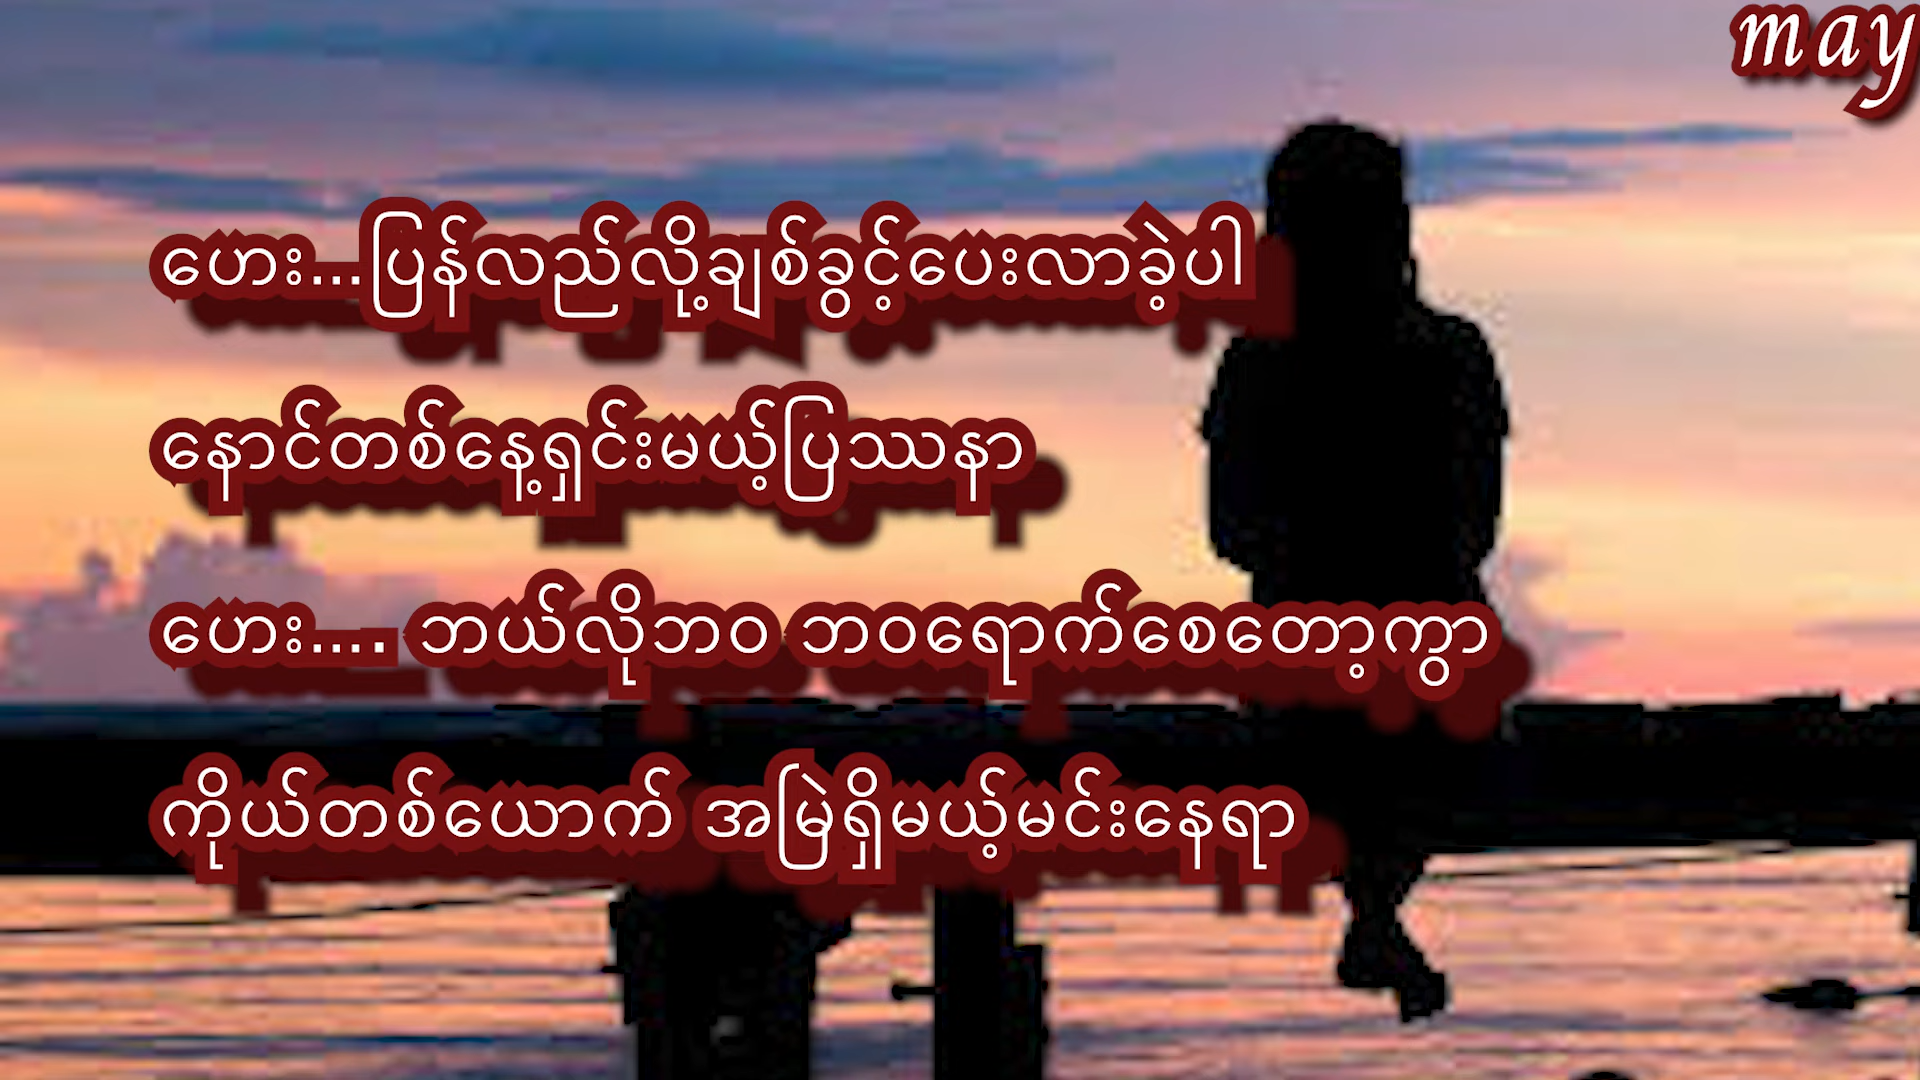 may
ဟေး...ပြန်လည်လို့ချစ်ခွင့်ပေးလာခဲ့ပါ
နောင်တစ်နေ့ရှင်းမယ့်ပြဿနာ
ဟေး.... ဘယ်လိုဘဝ ဘဝရောက်စေတော့ကွာ
ကိုယ်တစ်ယောက် အမြဲရှိမယ့်မင်းနေရာ